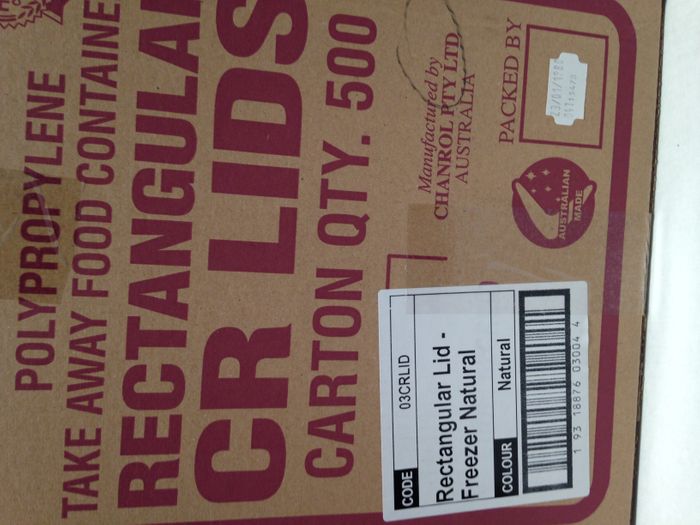 POLYPROPYLENE
TAKE AWAY FOOD CONTAINE
RECTANGULAR
CR LIDS
CARTON QTY. 500
Manufactured by
CHANROL PTY LTD
AUSTRALIA
PACKED BY
AUSTRALIAN
MADE
CODE 03CRLID
Rectangular Lid -
Freezer Natural
COLOUR Natural
1 93 18876 03004 4